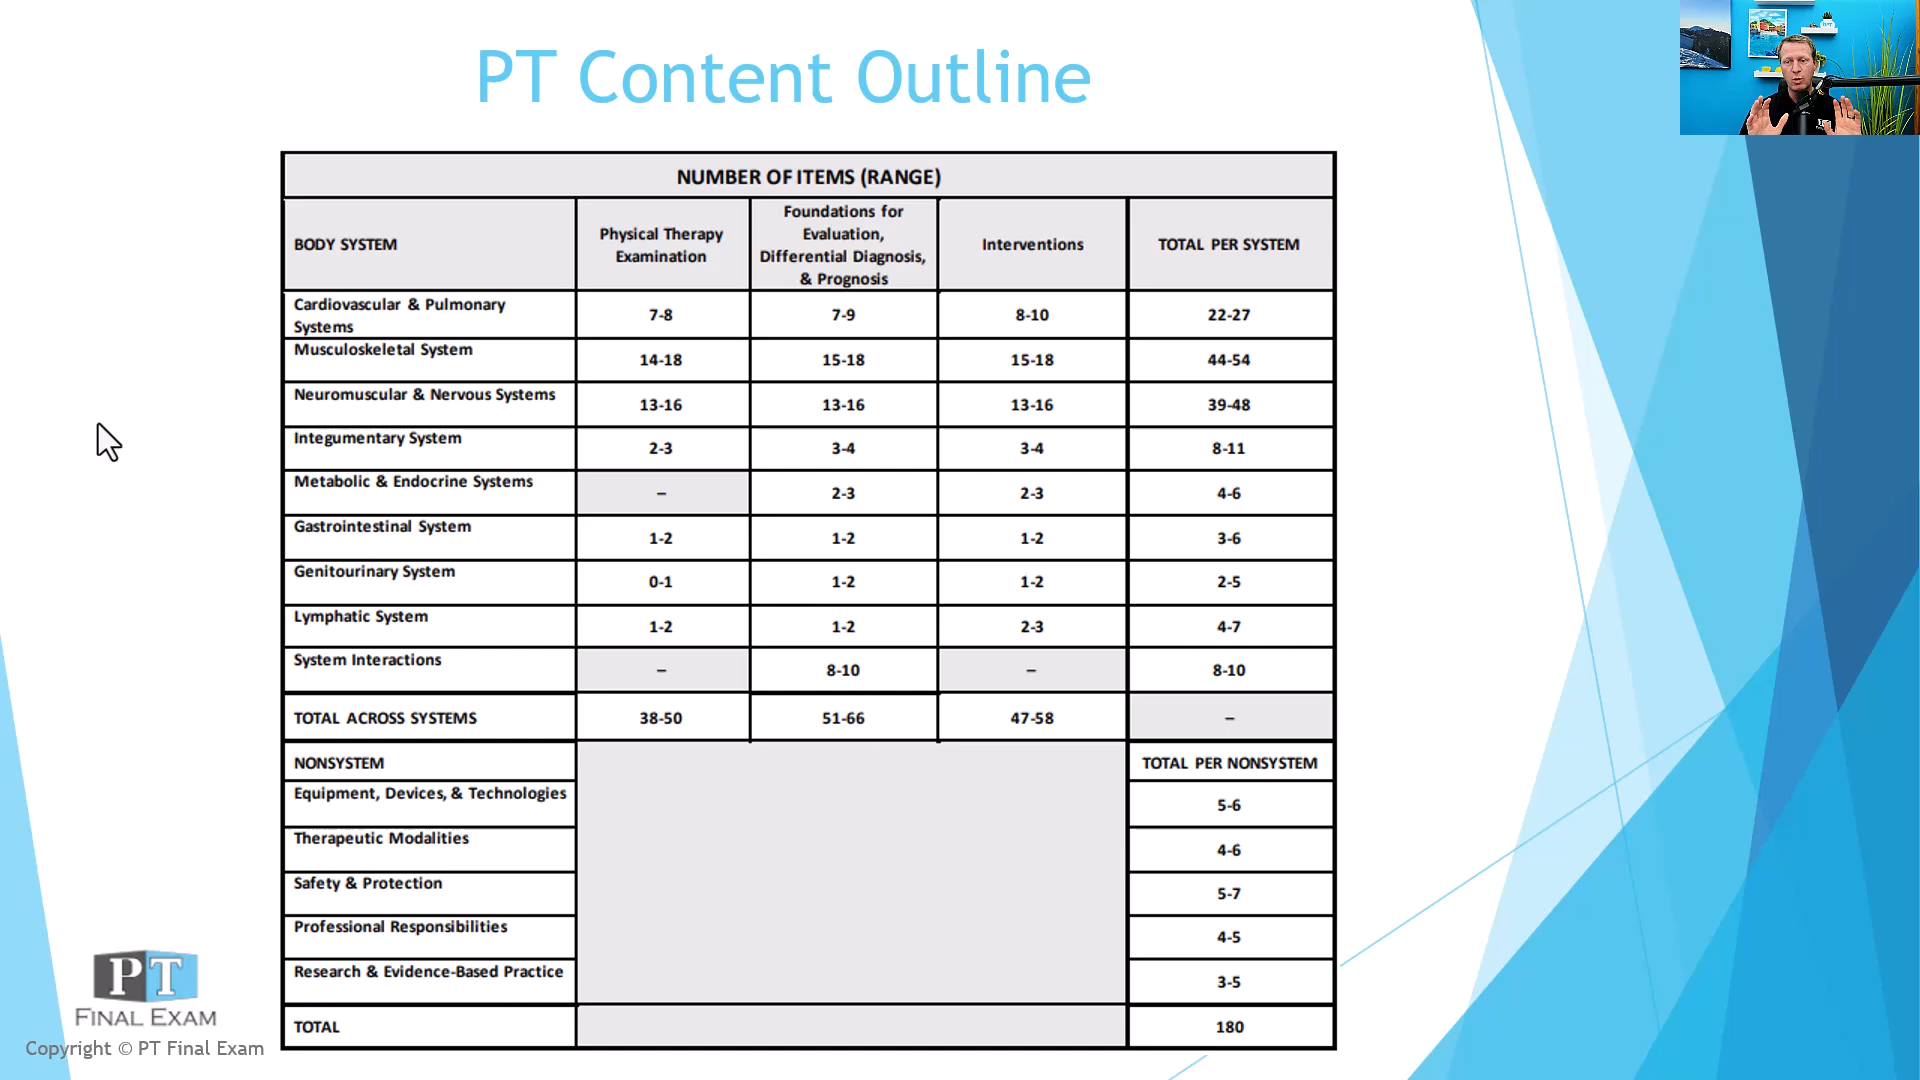 PT Content Outline
NUMBER OF ITEMS (RANGE)
BODY SYSTEM
Physical Therapy
Examination
Foundations for
Evaluation,
Differential Diagnosis,
& Prognosis
Interventions
TOTAL PER SYSTEM
Cardiovascular & Pulmonary
Systems
7-8
7-9
8-10
22-27
Musculoskeletal System
14-18
15-18
15-18
44-54
Neuromuscular & Nervous Systems
13-16
13-16
13-16
39-48
Integumentary System
2-3
3-4
3-4
8-11
Metabolic & Endocrine Systems
–
2-3
2-3
4-6
Gastrointestinal System
1-2
1-2
1-2
3-6
Genitourinary System
0-1
1-2
1-2
2-5
Lymphatic System
1-2
1-2
2-3
4-7
System Interactions
–
8-10
–
8-10
TOTAL ACROSS SYSTEMS
38-50
51-66
47-58
–
NONSYSTEM
TOTAL PER NONSYSTEM
Equipment, Devices, & Technologies
5-6
Therapeutic Modalities
4-6
Safety & Protection
5-7
Professional Responsibilities
4-5
Research & Evidence-Based Practice
3-5
TOTAL
180
PT
FINAL EXAM
Copyright © PT Final Exam